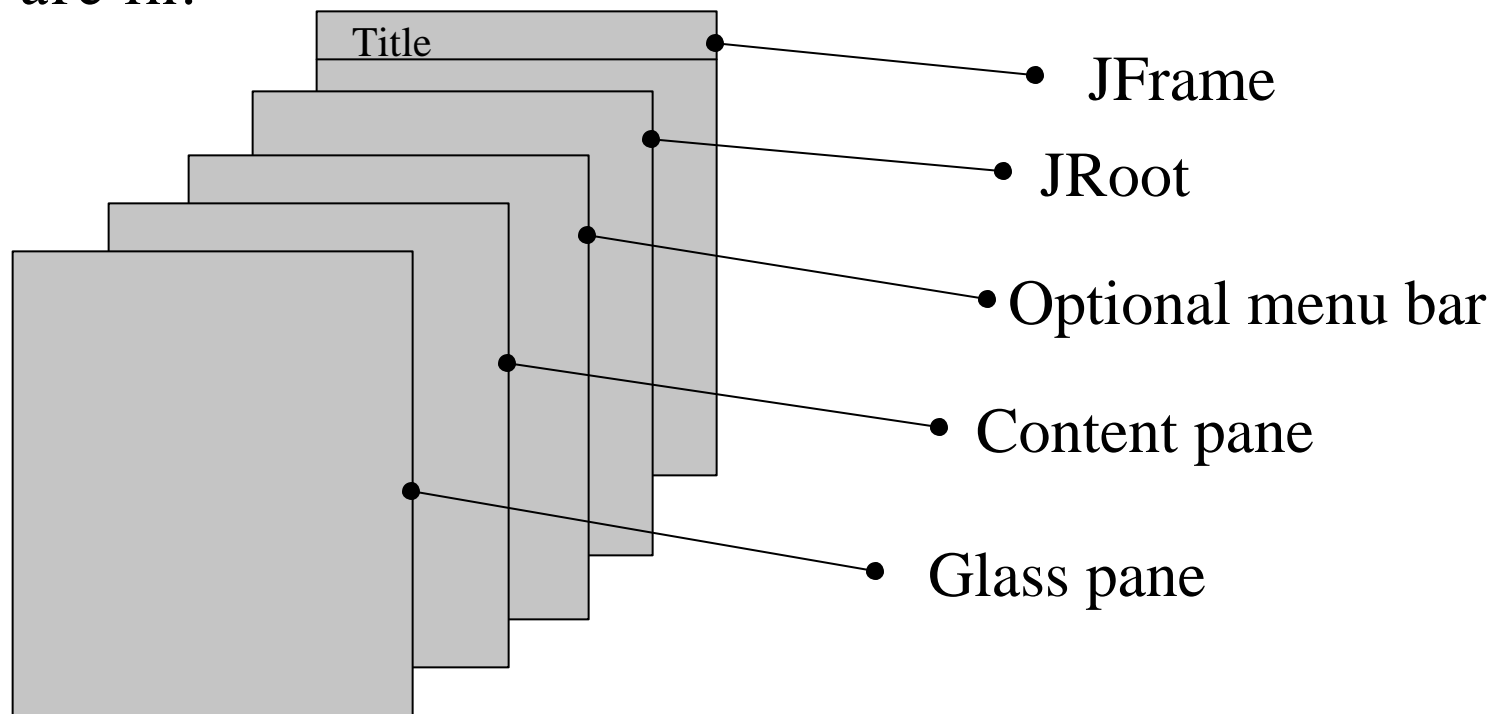 Title
JFrame
JRoot
Optional menu bar
Content pane
Glass pane